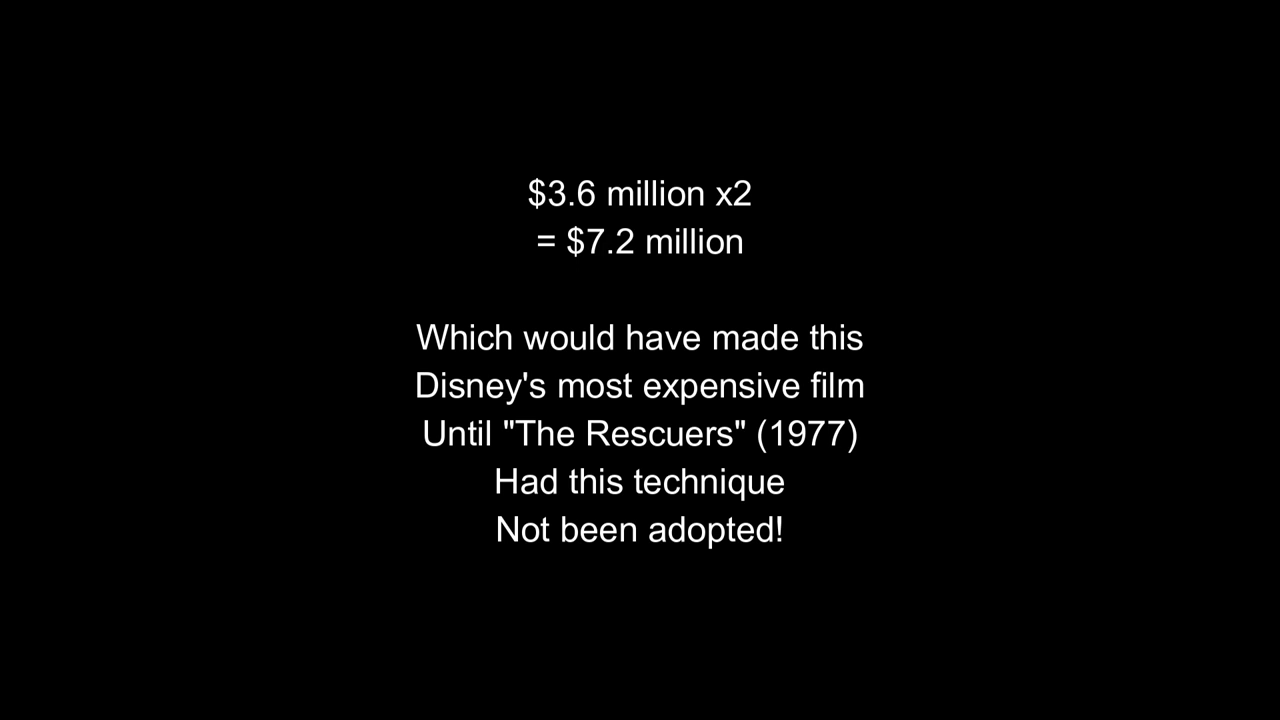 $3.6 million x2
= $7.2 million
Which would have made this
Disney's most expensive film
Until "The Rescuers" (1977)
Had this technique
Not been adopted!